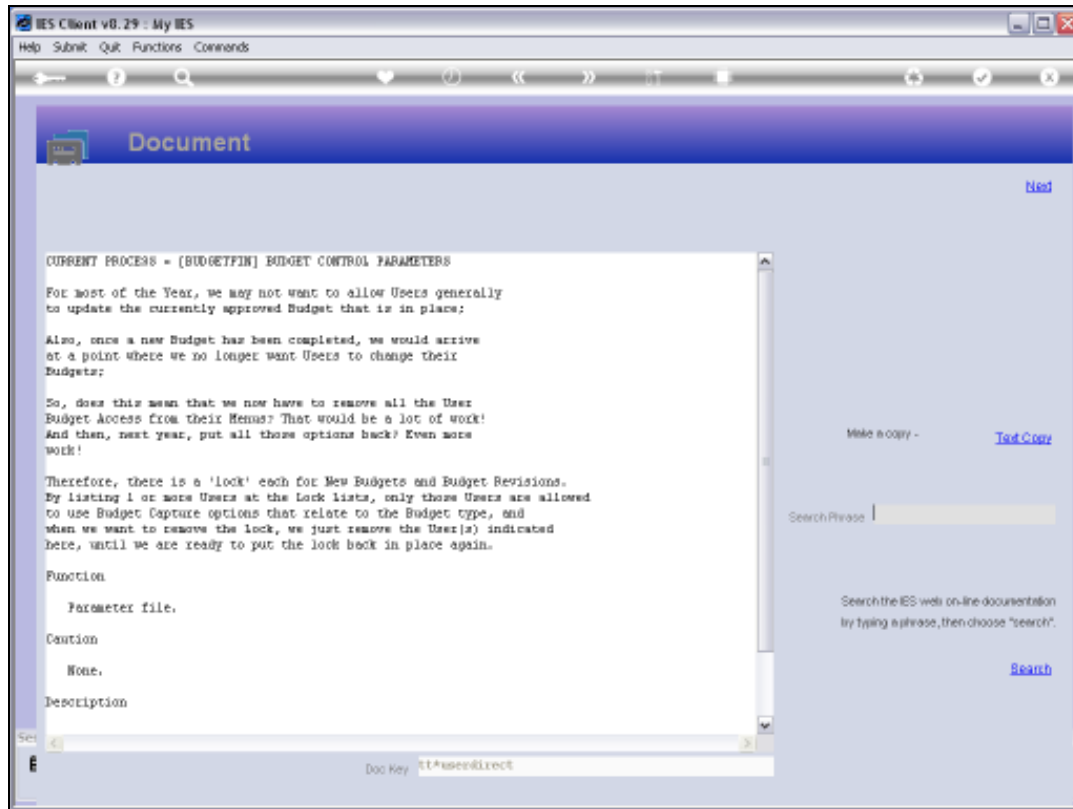 IES Client v8.29 : My IES
Help Submit Quit Functions Commands
Document
Next
CURRENT PROCESS = [BUDGETFIN] BUDGET CONTROL PARAMETERS
For most of the Year, we may not want to allow Users generally
to update the currently approved Budget that is in place;
Also, once a new Budget has been completed, we would arrive
at a point where we no longer want Users to change their
Budgets;
So, does this mean that we now have to remove all the User
Budget Access from their Menus? That would be a lot of work!
And then, next year, put all those options back? Even more
work!
Therefore, there is a 'lock' each for New Budgets and Budget Revisions.
By listing 1 or more Users at the Lock lists, only those Users are allowed
to use Budget Capture options that relate to the Budget type, and
when we want to remove the lock, we just remove the User(s) indicated
here, until we are ready to put the lock back in place again.
Function
Parameter file.
Caution
None.
Description
Make a copy -
Text Copy
Search Phrase
Search the IES web on-line documentation
by typing a phrase, then choose "search".
Search
Doc Key tt*userdirect